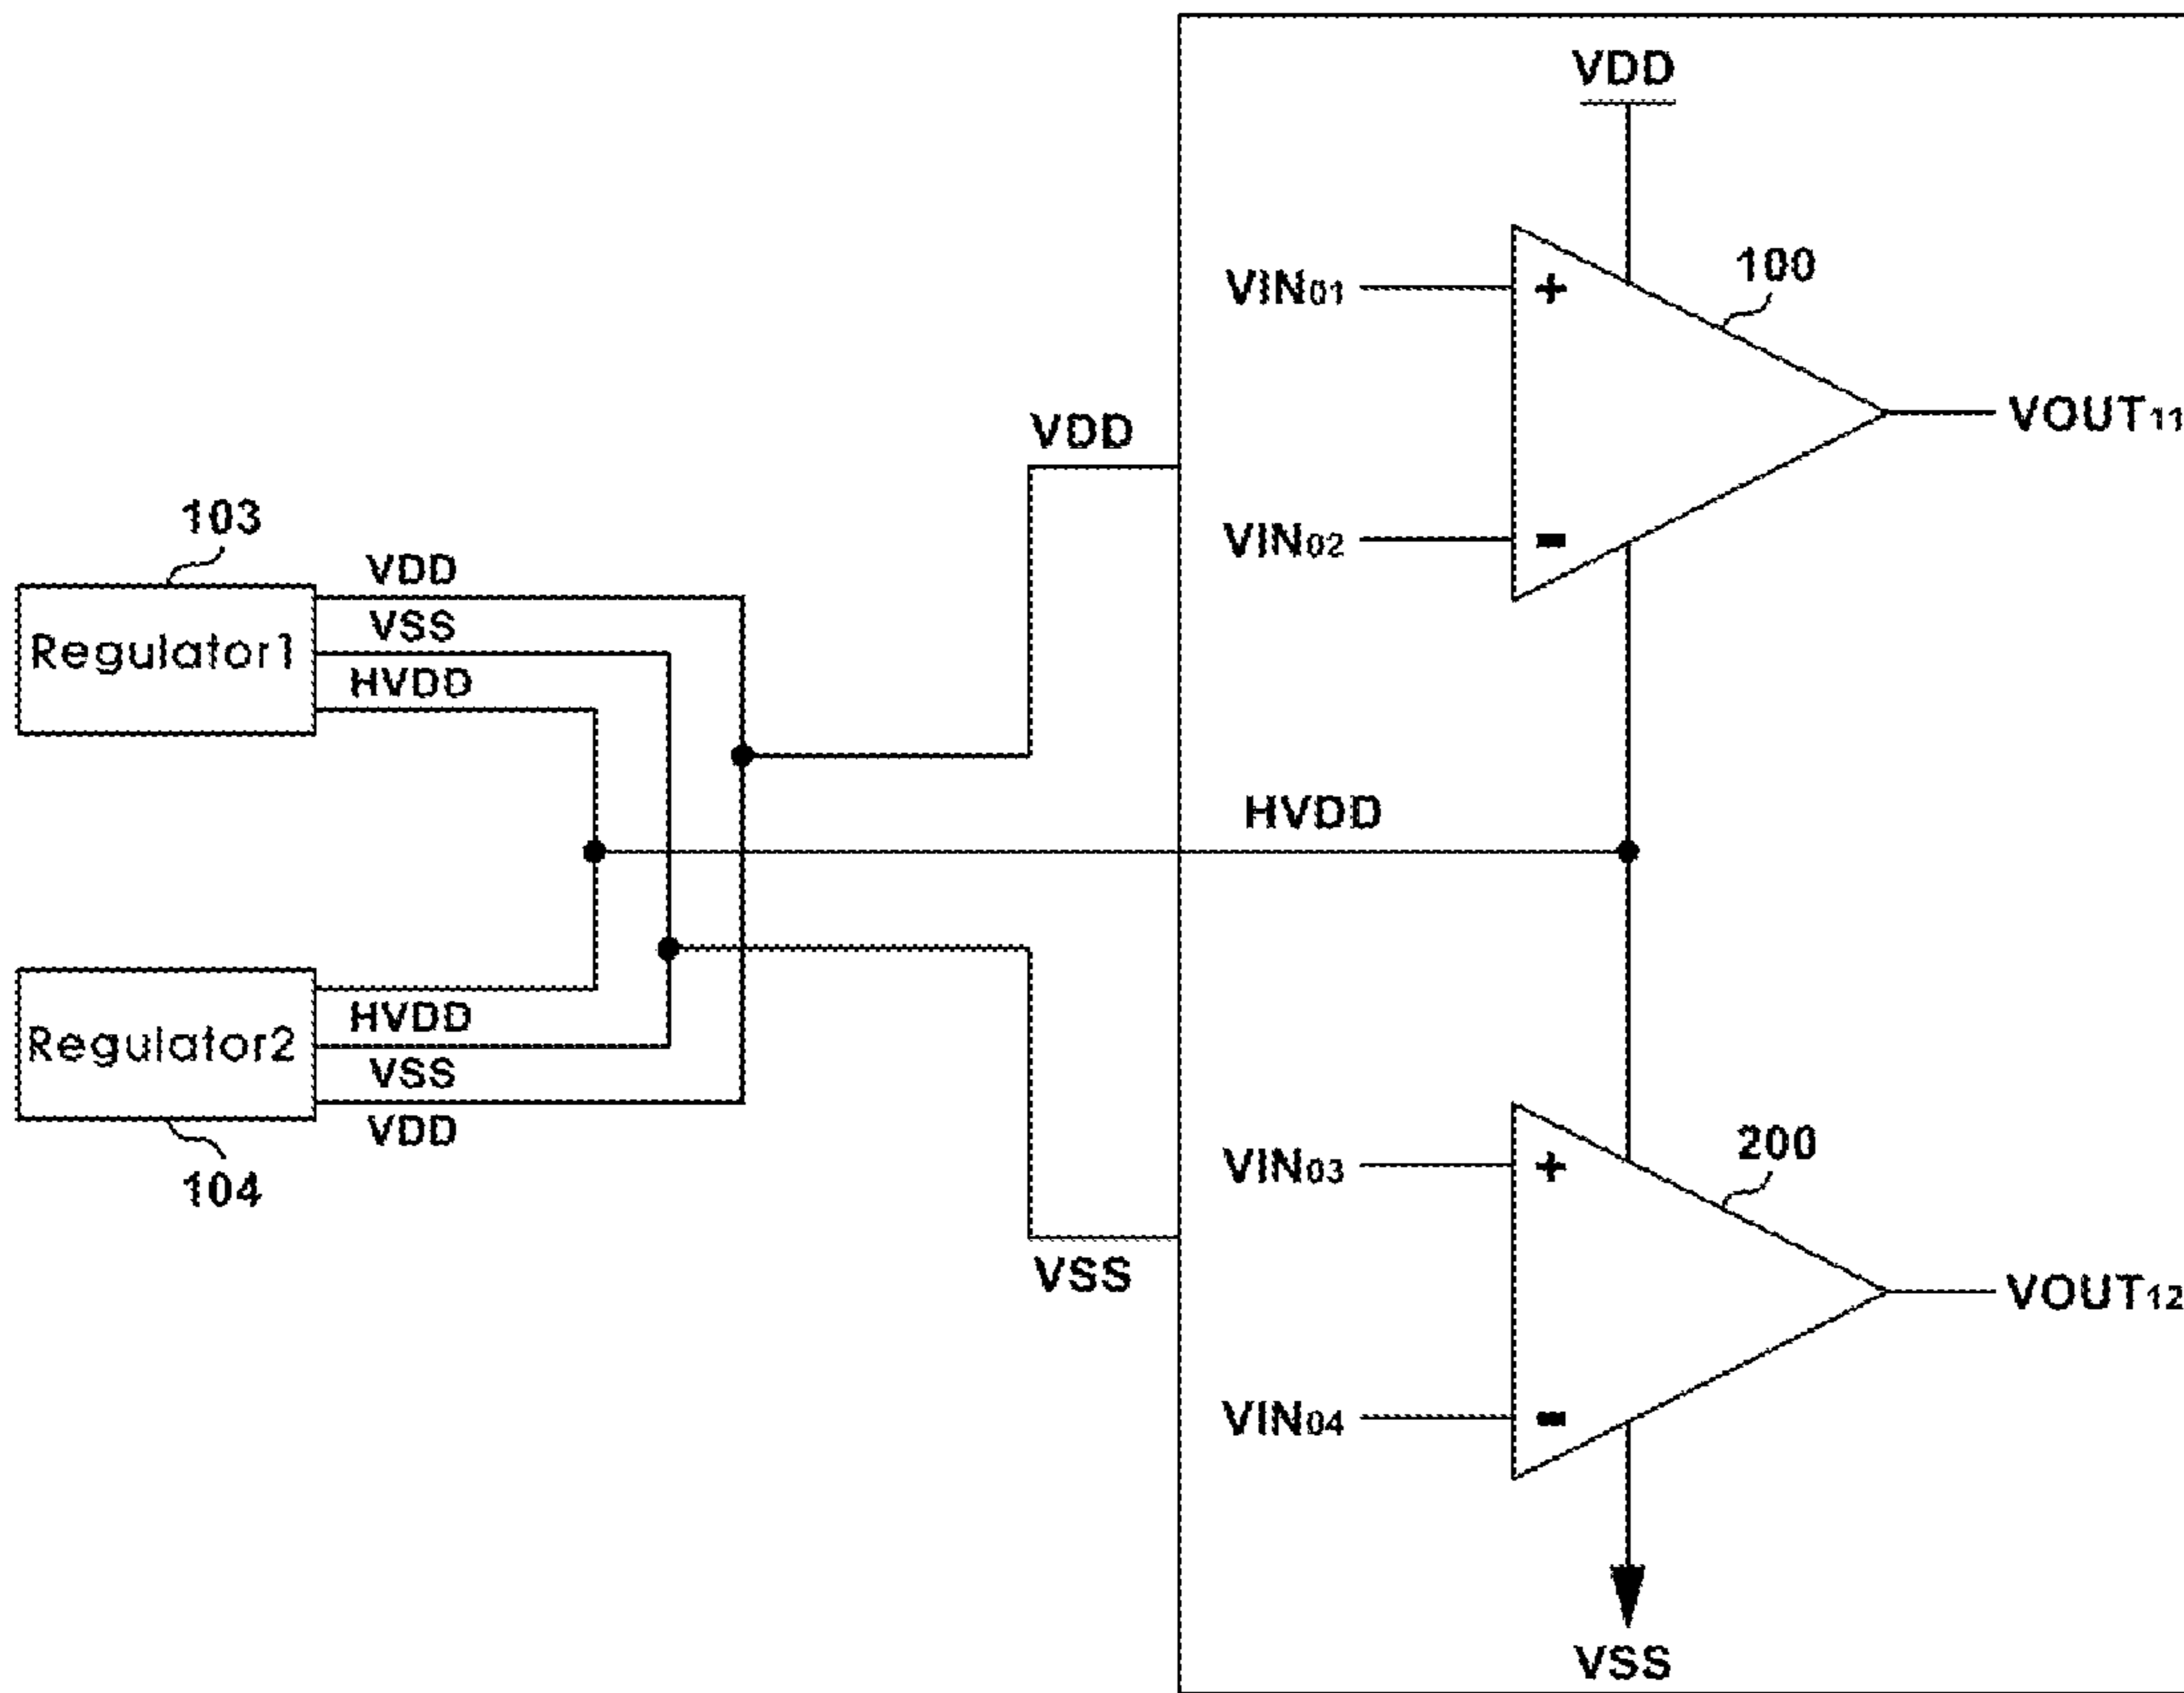 VDD
100
VIN01
VOUT11
VDD
103
VIN02
VDD
VSS
Regulator1
HVDD
HVDD
HVDD
Regulator2
VSS
VDD
104
VIN03
200
VSS
VOUT12
VIN04
VSS